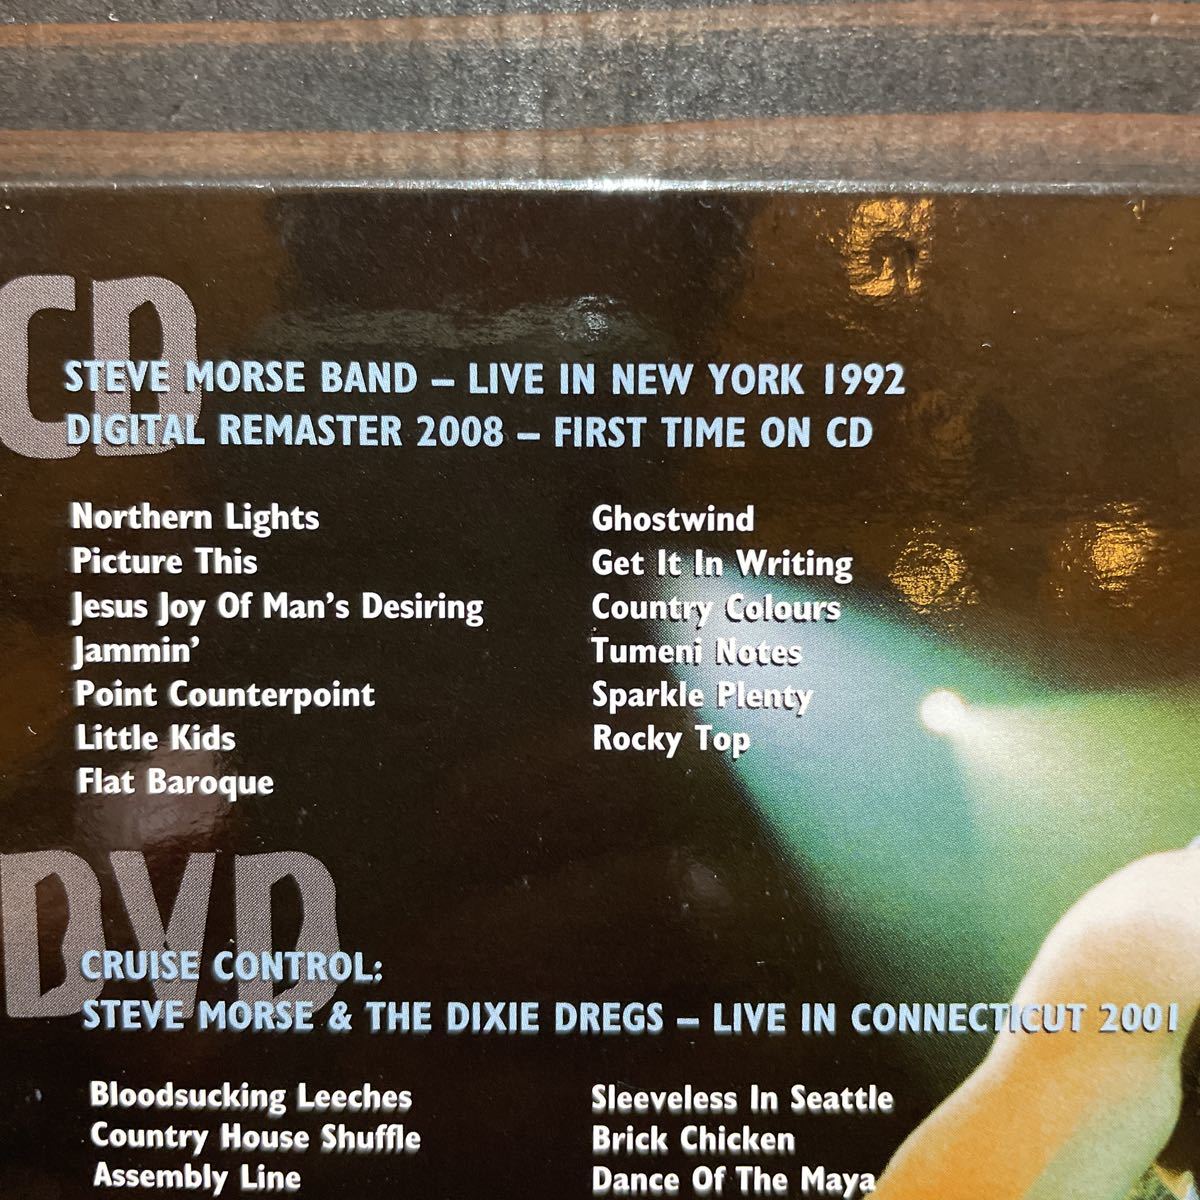 CD
STEVE MORSE BAND – LIVE IN NEW YORK 1992
DIGITAL REMASTER 2008 – FIRST TIME ON CD
Northern Lights
Picture This
Jesus Joy Of Man's Desiring
Jammin'
Point Counterpoint
Little Kids
Flat Baroque
Ghostwind
Get It In Writing
Country Colours
Tumeni Notes
Sparkle Plenty
Rocky Top
DVD
CRUISE CONTROL:
STEVE MORSE & THE DIXIE DREGS – LIVE IN CONNECTICUT 2001
Bloodsucking Leeches
Country House Shuffle
Assembly Line
Sleeveless In Seattle
Brick Chicken
Dance Of The Maya